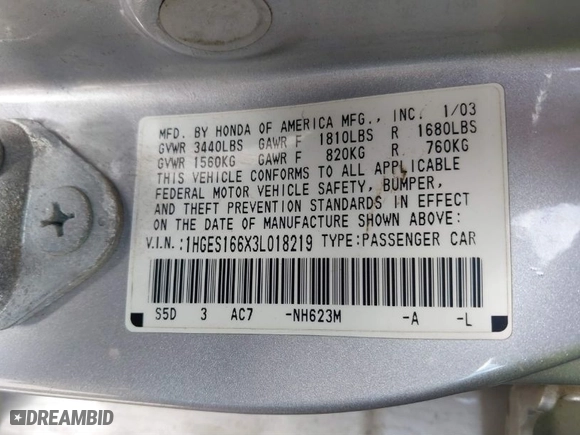 MFD. BY HONDA OF AMERICA MFG., INC. 1/03
GVWR 3440LBS GAWR F 1810LBS R 1680LBS
GVWR 1560KG GAWR F 820KG R 760KG
THIS VEHICLE CONFORMS TO ALL APPLICABLE
FEDERAL MOTOR VEHICLE SAFETY, BUMPER,
AND THEFT PREVENTION STANDARDS IN EFFECT
ON THE DATE OF MANUFACTURE SHOWN ABOVE:
V.I.N.:1HGES166X3L018219 TYPE:PASSENGER CAR
S5D 3 AC7 -NH623M -A -L
DREAMBID